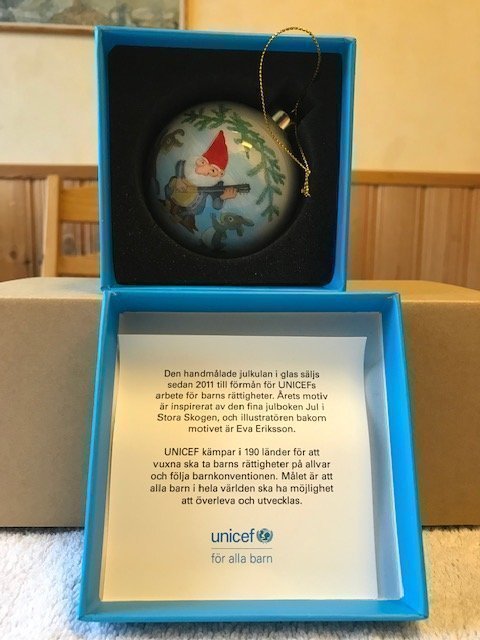 Den handmålade julkulan i glas säljs
sedan 2011 till förmån för UNICEFs
arbete för barns rättigheter. Årets motiv
är inspirerat av den fina julboken Jul i
Stora Skogen, och illustratören bakom
motivet är Eva Eriksson.
UNICEF kämpar i 190 länder för att
vuxna ska ta barns rättigheter på allvar
och följa barnkonventionen. Målet är att
alla barn i hela världen ska ha möjlighet
att överleva och utvecklas.
unicef
för alla barn